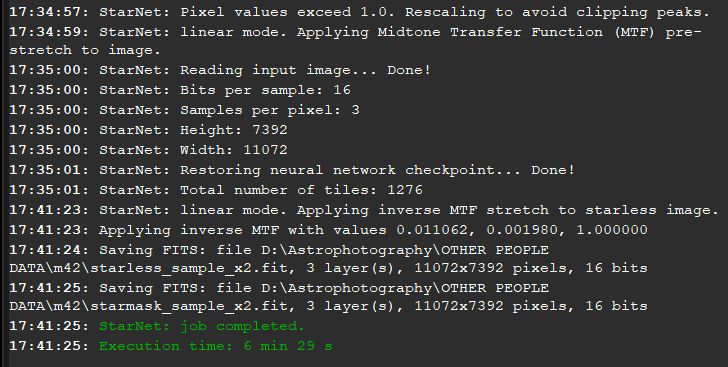 17:34:57: StarNet: Pixel values exceed 1.0. Rescaling to avoid clipping peaks.
17:34:59: StarNet: linear mode. Applying Midtone Transfer Function (MTF) pre-
stretch to image.
17:35:00: StarNet: Reading input image... Done!
17:35:00: StarNet: Bits per sample: 16
17:35:00: StarNet: Samples per pixel: 3
17:35:00: StarNet: Height: 7392
17:35:00: StarNet: Width: 11072
17:35:01: StarNet: Restoring neural network checkpoint... Done!
17:35:01: StarNet: Total number of tiles: 1276
17:41:23: StarNet: linear mode. Applying inverse MTF stretch to starless image.
17:41:23: Applying inverse MTF with values 0.011062, 0.001980, 1.000000
17:41:24: Saving FITS: file D:\Astrophotography\OTHER PEOPLE
DATA\m42\starless_sample_x2.fit, 3 layer(s), 11072x7392 pixels, 16 bits
17:41:25: Saving FITS: file D:\Astrophotography\OTHER PEOPLE
DATA\m42\starmask_sample_x2.fit, 3 layer(s), 11072x7392 pixels, 16 bits
17:41:25: StarNet: job completed.
17:41:25: Execution time: 6 min 29 s